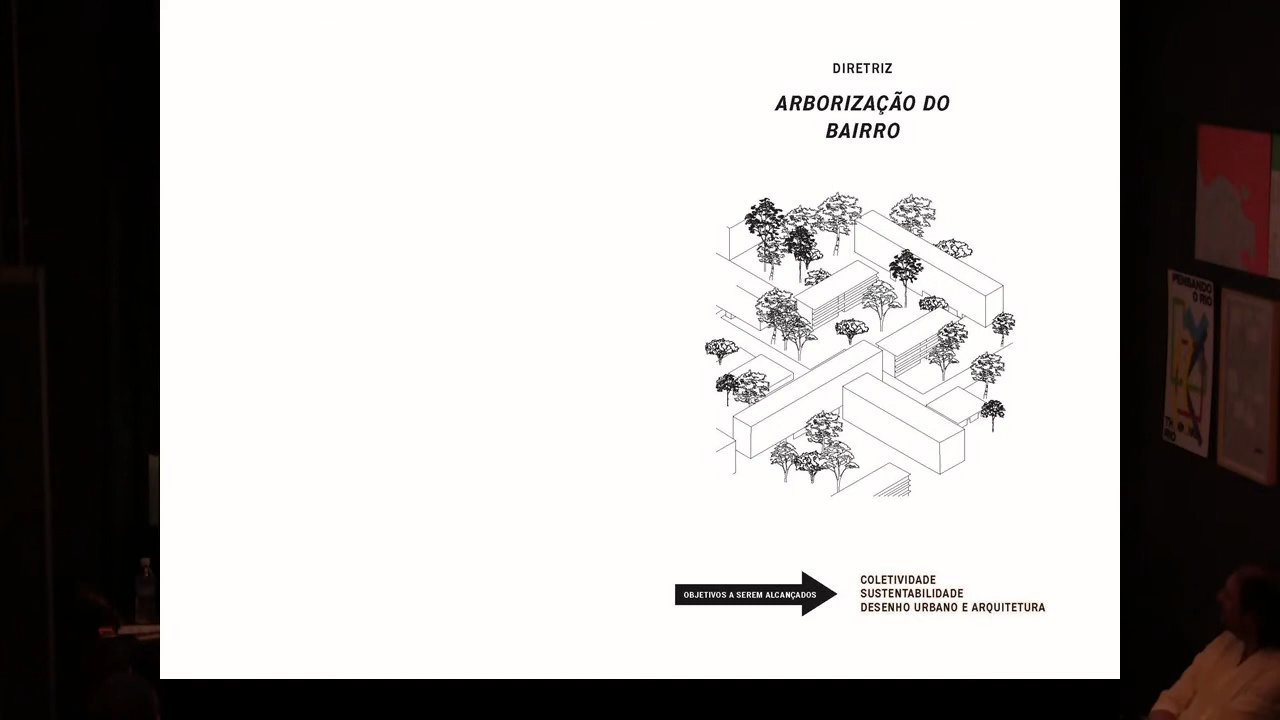 DIRETRIZ
ARBORIZAÇÃO DO
BAIRRO
OBJETIVOS A SEREM ALCANÇADOS
COLETIVIDADE
SUSTENTABILIDADE
DESENHO URBANO E ARQUITETURA
PENSANDO
O RIO